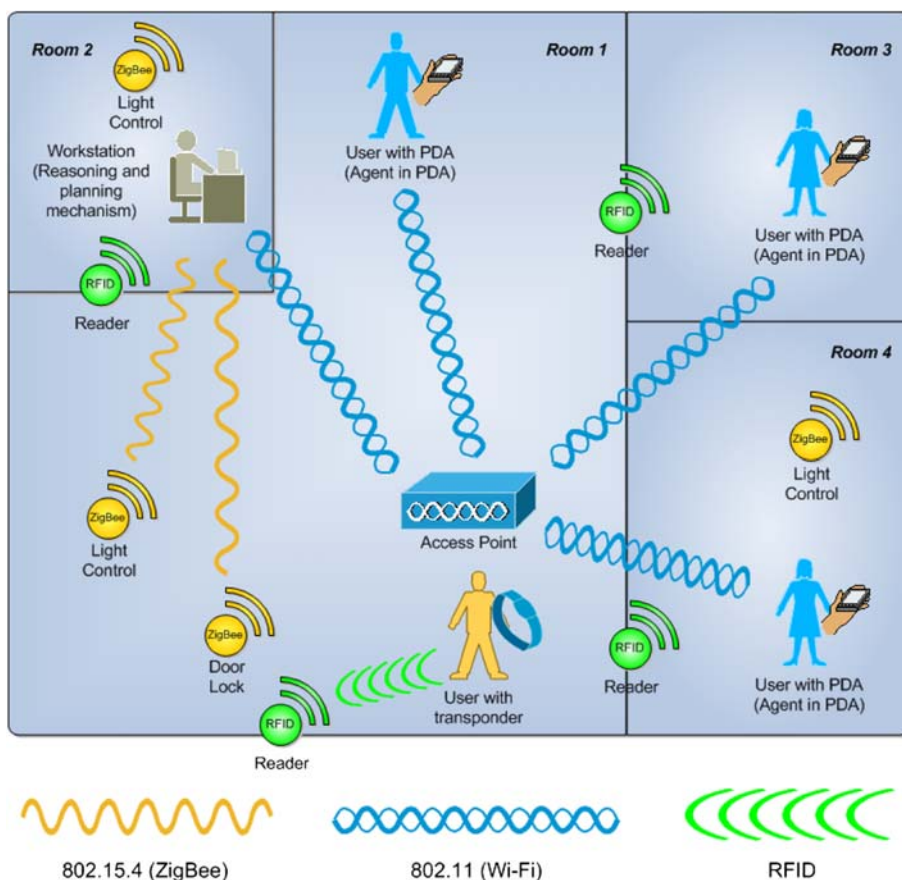 Room 2
ZigBee
Light
Control
Workstation
(Reasoning and
planning
mechanism)
RFID
Reader
Room 1
User with PDA
(Agent in PDA)
Room 3
RFID
Reader
User with PDA
(Agent in PDA)
Room 4
ZigBee
Light
Control
ZigBee
Light
Control
Access Point
ZigBee
Door
Lock
User with
transponder
RFID
Reader
RFID
Reader
User with PDA
(Agent in PDA)
802.15.4 (ZigBee)
802.11 (Wi-Fi)
RFID